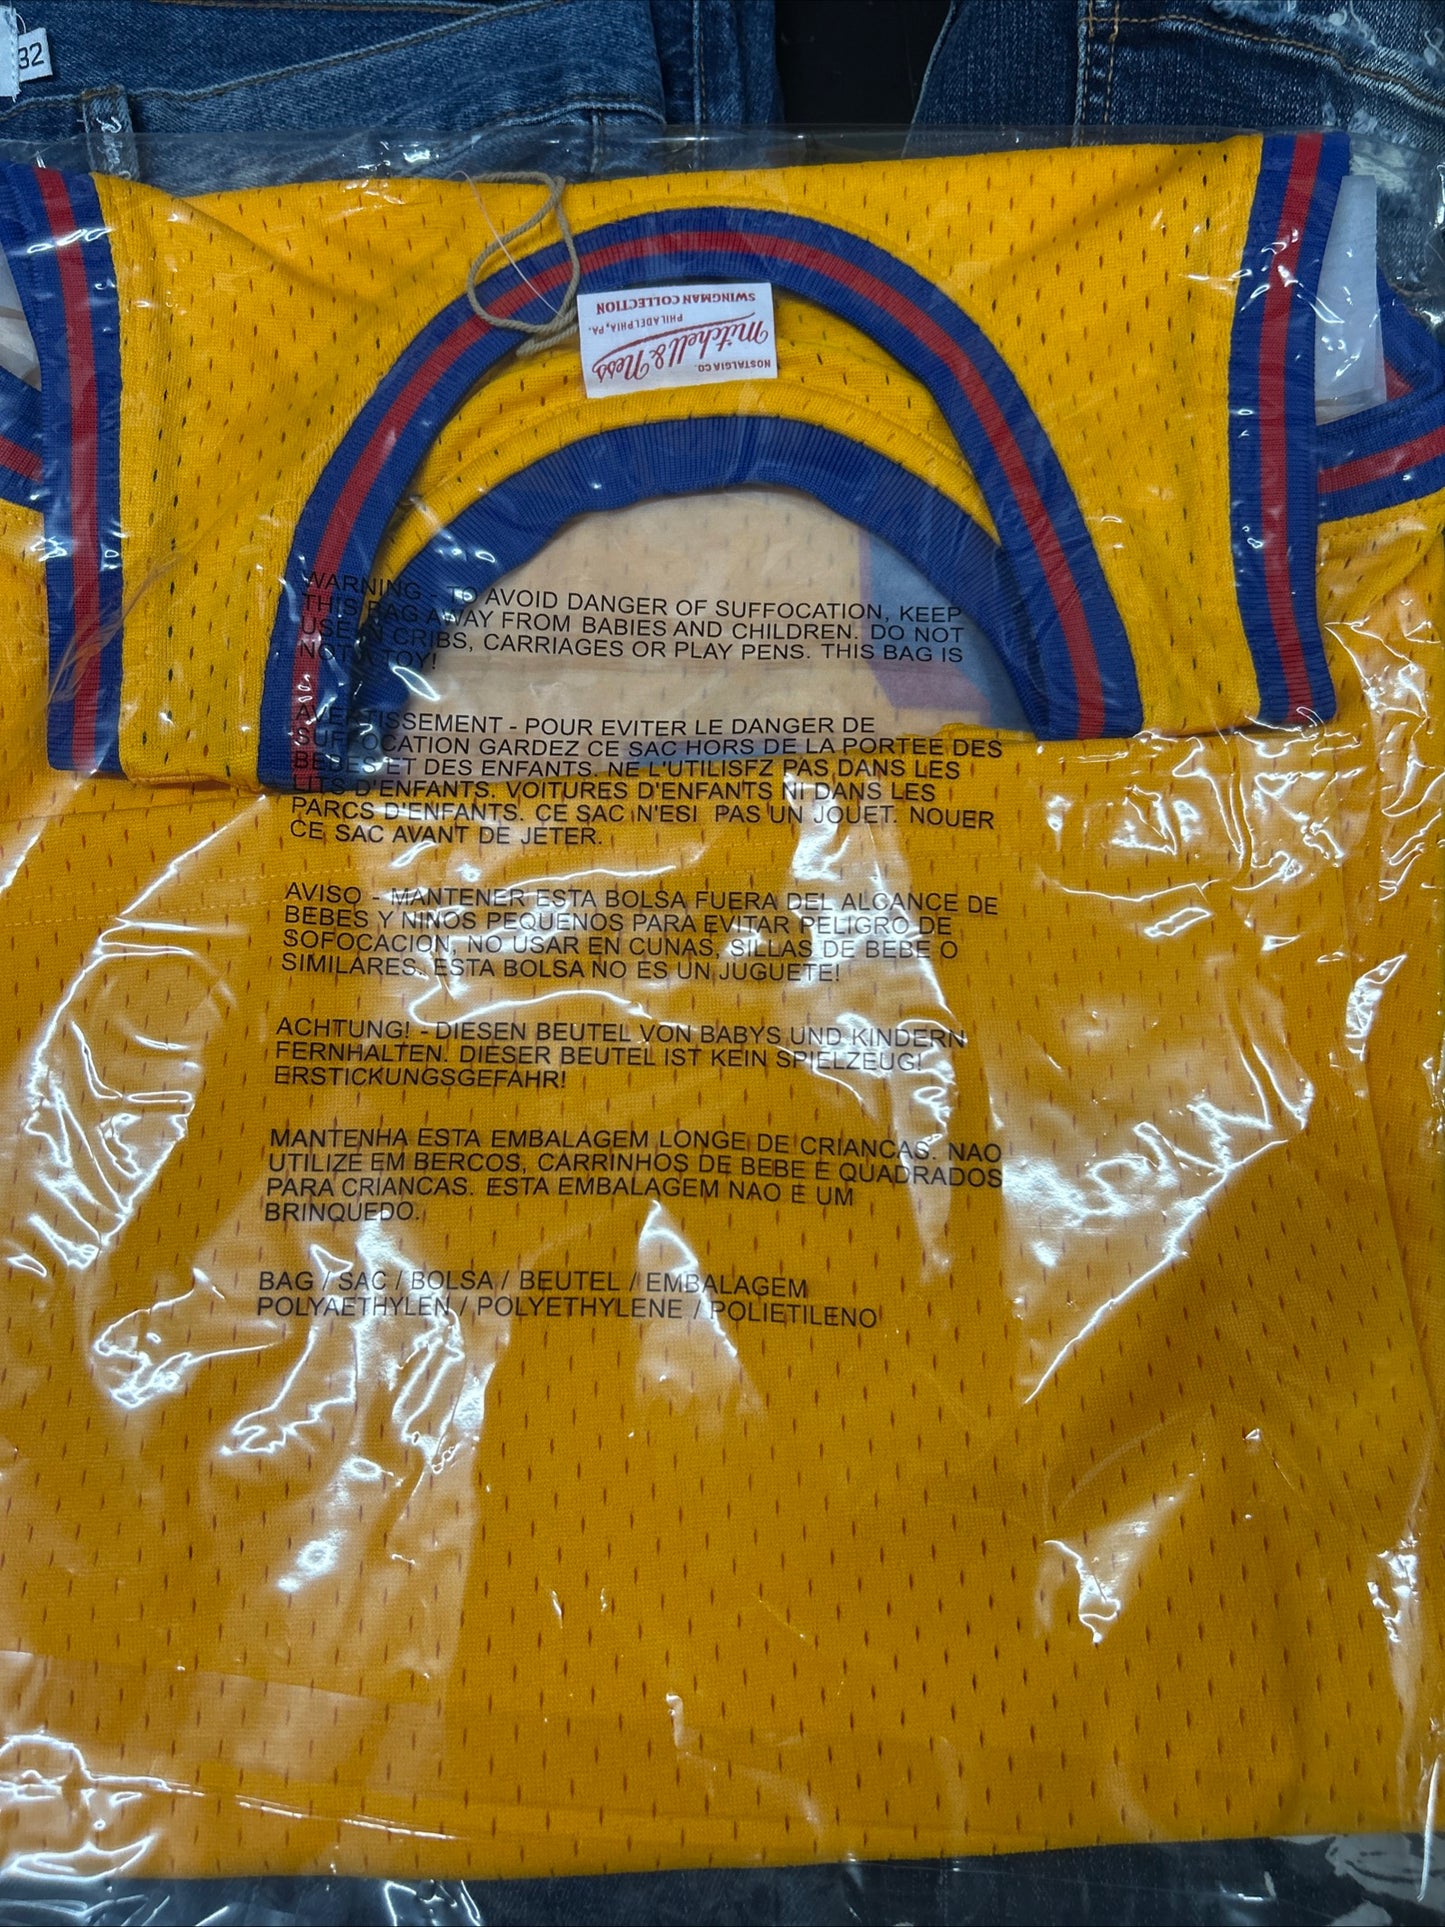 32
SWINGMAN COLLECTION
PHILADELPHIA, PA.
Mitchell & Ness
NOSTALGIA CO.
WARNING - TO AVOID DANGER OF SUFFOCATION, KEEP
THIS BAG AWAY FROM BABIES AND CHILDREN. DO NOT
USE IN CRIBS, CARRIAGES OR PLAY PENS. THIS BAG IS
NOT A TOY!
AVERTISSEMENT - POUR EVITER LE DANGER DE
SUFFOCATION GARDEZ CE SAC HORS DE LA PORTEE DES
BEBES ET DES ENFANTS. NE L'UTILISFZ PAS DANS LES
LITS D'ENFANTS. VOITURES D'ENFANTS NI DANS LES
PARCS D'ENFANTS. CE SAC N'ESI PAS UN JOUET. NOUER
CE SAC AVANT DE JETER.
AVISO - MANTENER ESTA BOLSA FUERA DEL ALCANCE DE
BEBES Y NINOS PEQUENOS PARA EVITAR PELIGRO DE
SOFOCACION, NO USAR EN CUNAS, SILLAS DE BEBE O
SIMILARES. ESTA BOLSA NO ES UN JUGUETE!
ACHTUNG! - DIESEN BEUTEL VON BABYS UND KINDERN
FERNHALTEN. DIESER BEUTEL IST KEIN SPIELZEUG!
ERSTICKUNGSGEFAHR!
MANTENHA ESTA EMBALAGEM LONGE DE CRIANCAS. NAO
UTILIZE EM BERCOS, CARRINHOS DE BEBE E QUADRADOS
PARA CRIANCAS. ESTA EMBALAGEM NAO E UM
BRINQUEDO.
BAG / SAC / BOLSA / BEUTEL / EMBALAGEM
POLYAETHYLEN / POLYETHYLENE / POLIETILENO